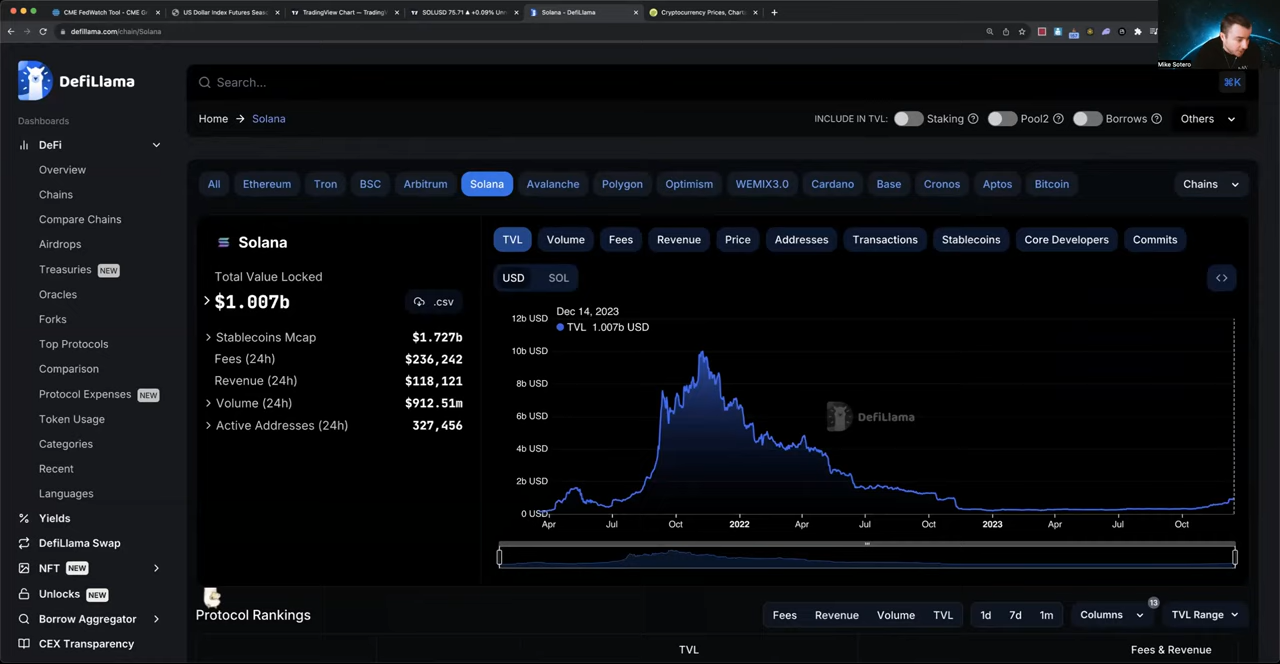 CME FedWatch Tool - CME G
US Dollar Index Futures Seas
TradingView Chart — Trading
SOLUSD 75.71 ▲ +0.09% Un
Solana - DefiLlama
Cryptocurrency Prices, Chart
defillama.com/chain/Solana
Mike Sotero
DefiLlama
Search...
⌘K
Home → Solana
INCLUDE IN TVL: Staking Pool2 Borrows Others
Dashboards
DeFi
Overview
Chains
Compare Chains
Airdrops
Treasuries NEW
Oracles
Forks
Top Protocols
Comparison
Protocol Expenses NEW
Token Usage
Categories
Recent
Languages
Yields
DefiLlama Swap
NFT NEW
Unlocks NEW
Borrow Aggregator
CEX Transparency
All Ethereum Tron BSC Arbitrum Solana Avalanche Polygon Optimism WEMIX3.0 Cardano Base Cronos Aptos Bitcoin Chains
Solana
Total Value Locked
$1.007b .csv
Stablecoins Mcap $1.727b
Fees (24h) $236,242
Revenue (24h) $118,121
Volume (24h) $912.51m
Active Addresses (24h) 327,456
TVL Volume Fees Revenue Price Addresses Transactions Stablecoins Core Developers Commits
USD SOL
Dec 14, 2023
TVL 1.007b USD
12b USD
10b USD
8b USD
6b USD
4b USD
2b USD
0 USD
DefiLlama
Apr Jul Oct 2022 Apr Jul Oct 2023 Apr Jul Oct
Protocol Rankings
Fees Revenue Volume TVL 1d 7d 1m Columns 13 TVL Range
TVL Fees & Revenue